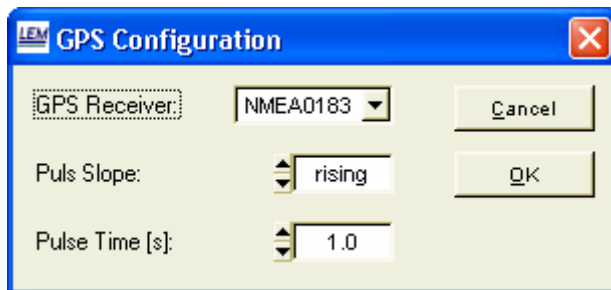 LEM GPS Configuration
GPS Receiver: NMEA0183 Cancel
Puls Slope: rising OK
Pulse Time [s]: 1.0